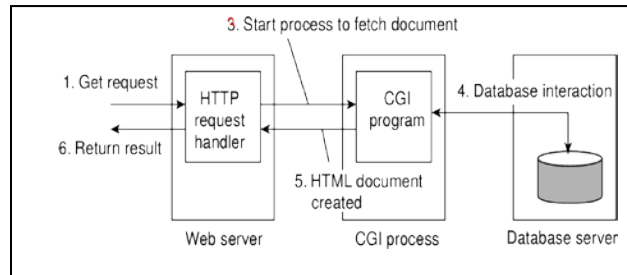 3. Start process to fetch document
1. Get request
HTTP
request
handler
CGI
program
4. Database interaction
6. Return result
5. HTML document
created
Web server
CGI process
Database server